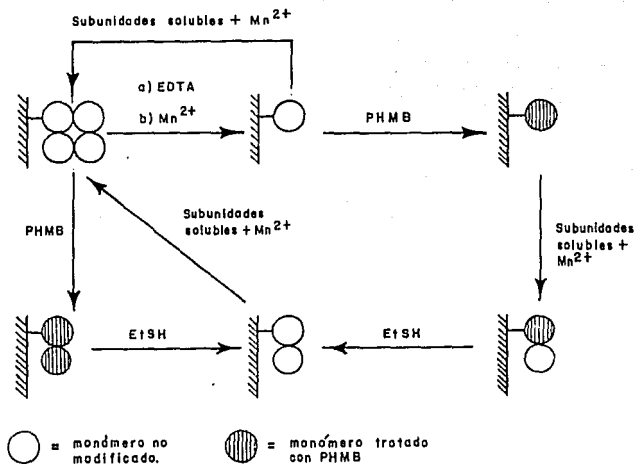 Subunidades solubles + Mn2+
a) EDTA
b) Mn2+
PHMB
PHMB
Subunidades
solubles + Mn2+
Subunidades
solubles +
Mn2+
EtSH
EtSH
= monómero no
modificado.
= monómero tratado
con PHMB